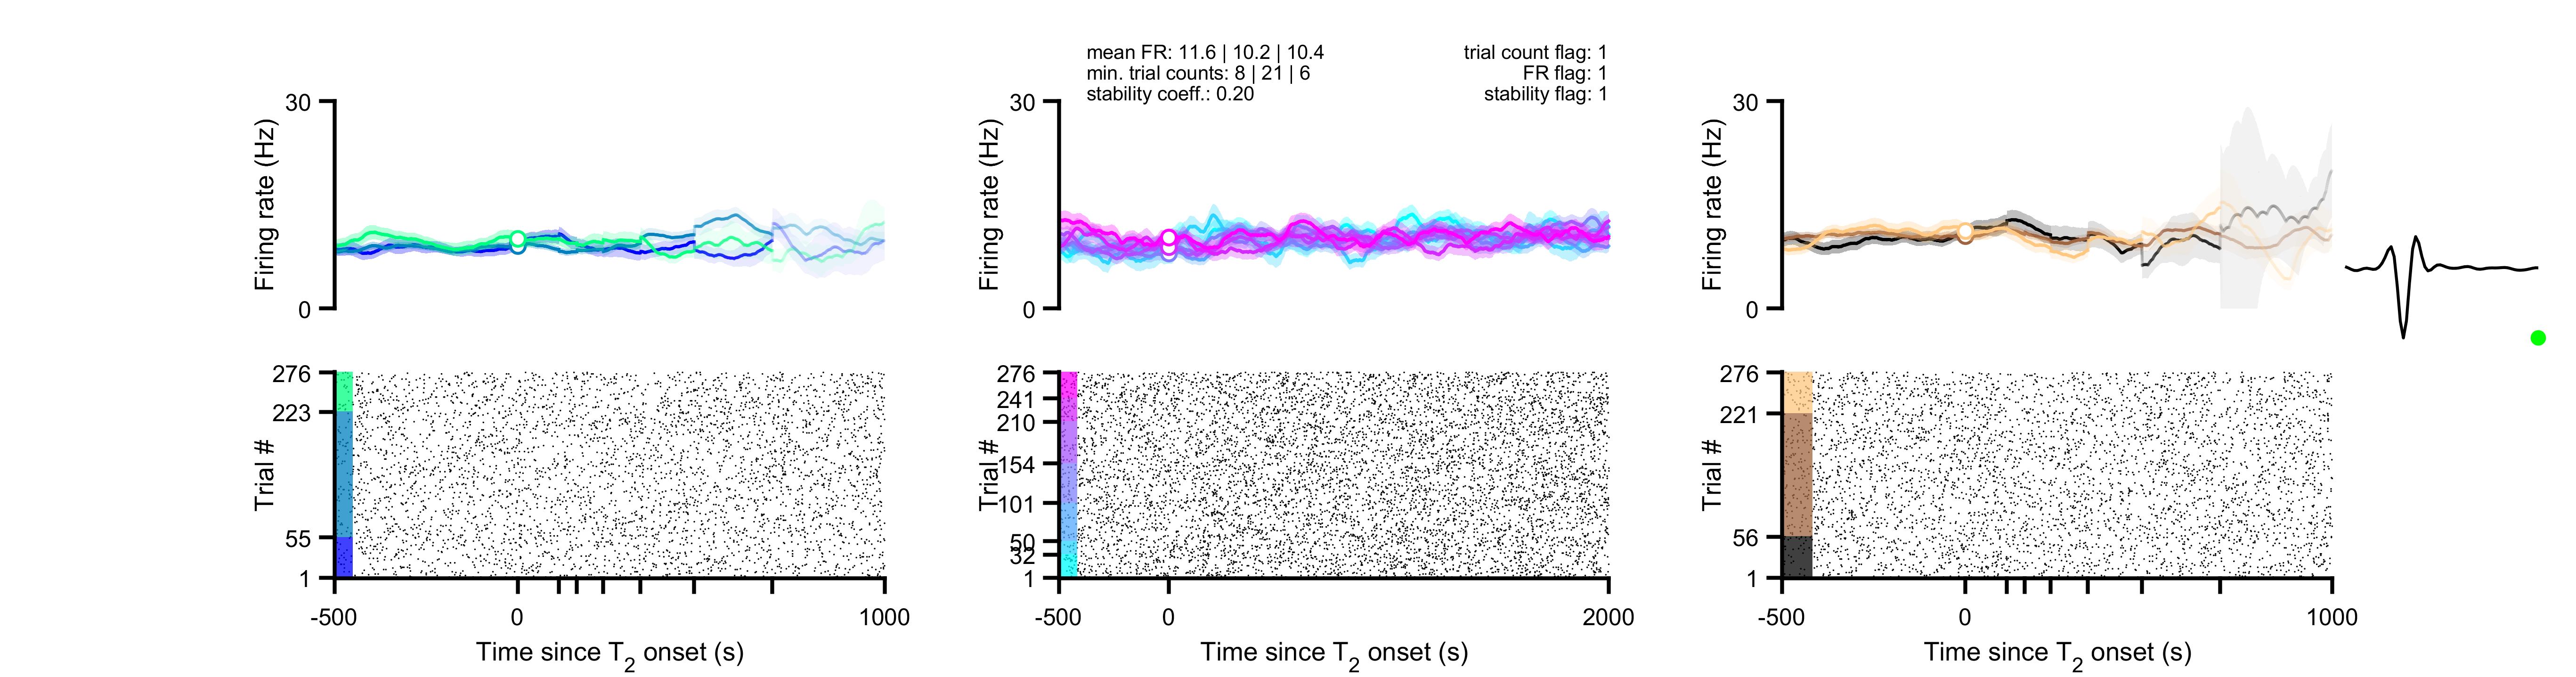 mean FR: 11.6 | 10.2 | 10.4
min. trial counts: 8 | 21 | 6
stability coeff.: 0.20
trial count flag: 1
FR flag: 1
stability flag: 1
30
Firing rate (Hz)
0
30
Firing rate (Hz)
0
30
Firing rate (Hz)
0
276
223
Trial #
55
1
-500
0
1000
Time since T2 onset (s)
276
241
210
Trial #
154
101
50
32
1
-500
0
2000
Time since T2 onset (s)
276
221
Trial #
56
1
-500
0
1000
Time since T2 onset (s)